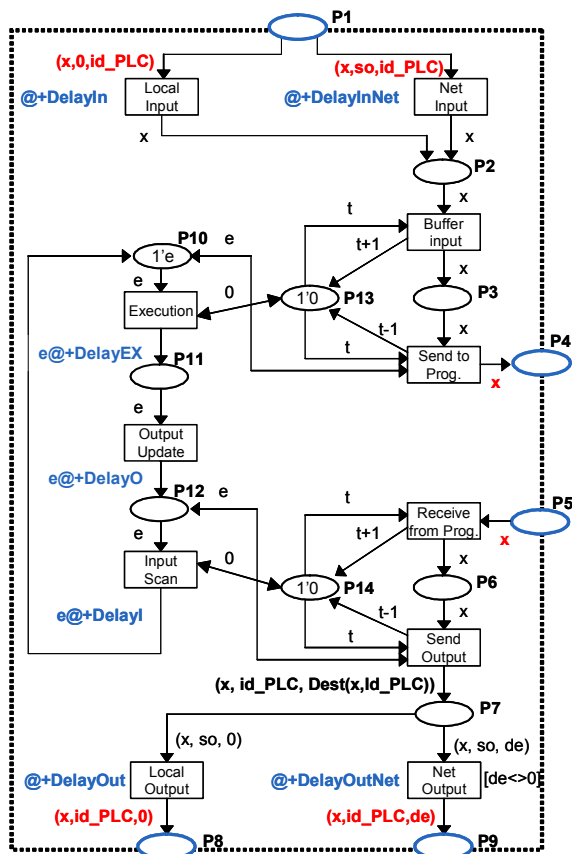 P1
(x,0,id_PLC)
(x,so,id_PLC)
@+DelayIn
Local
Input
@+DelayInNet
Net
Input
x
x
P2
x
t
Buffer
input
P10
1'e
e
t+1
x
e
0
1'0
P13
P3
Execution
t-1
x
P4
e@+DelayEX
t
Send to
Prog.
x
P11
e
Output
Update
e@+DelayO
P12
e
t
Receive
from Prog.
P5
x
e
t+1
0
x
Input
Scan
1'0
P14
P6
x
e@+DelayI
t-1
t
Send
Output
(x, id_PLC, Dest(x,Id_PLC))
P7
(x, so, 0)
(x, so, de)
@+DelayOut
Local
Output
@+DelayOutNet
Net
Output
[de<>0]
(x,id_PLC,0)
(x,id_PLC,de)
P8
P9